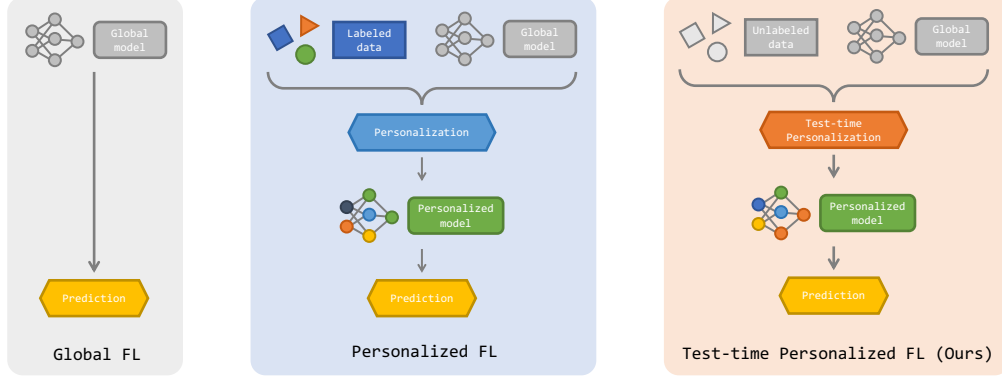 Global
model
Prediction
Global FL
Labeled
data
Global
model
Personalization
Personalized
model
Prediction
Personalized FL
Unlabeled
data
Global
model
Test-time
Personalization
Personalized
model
Prediction
Test-time Personalized FL (Ours)